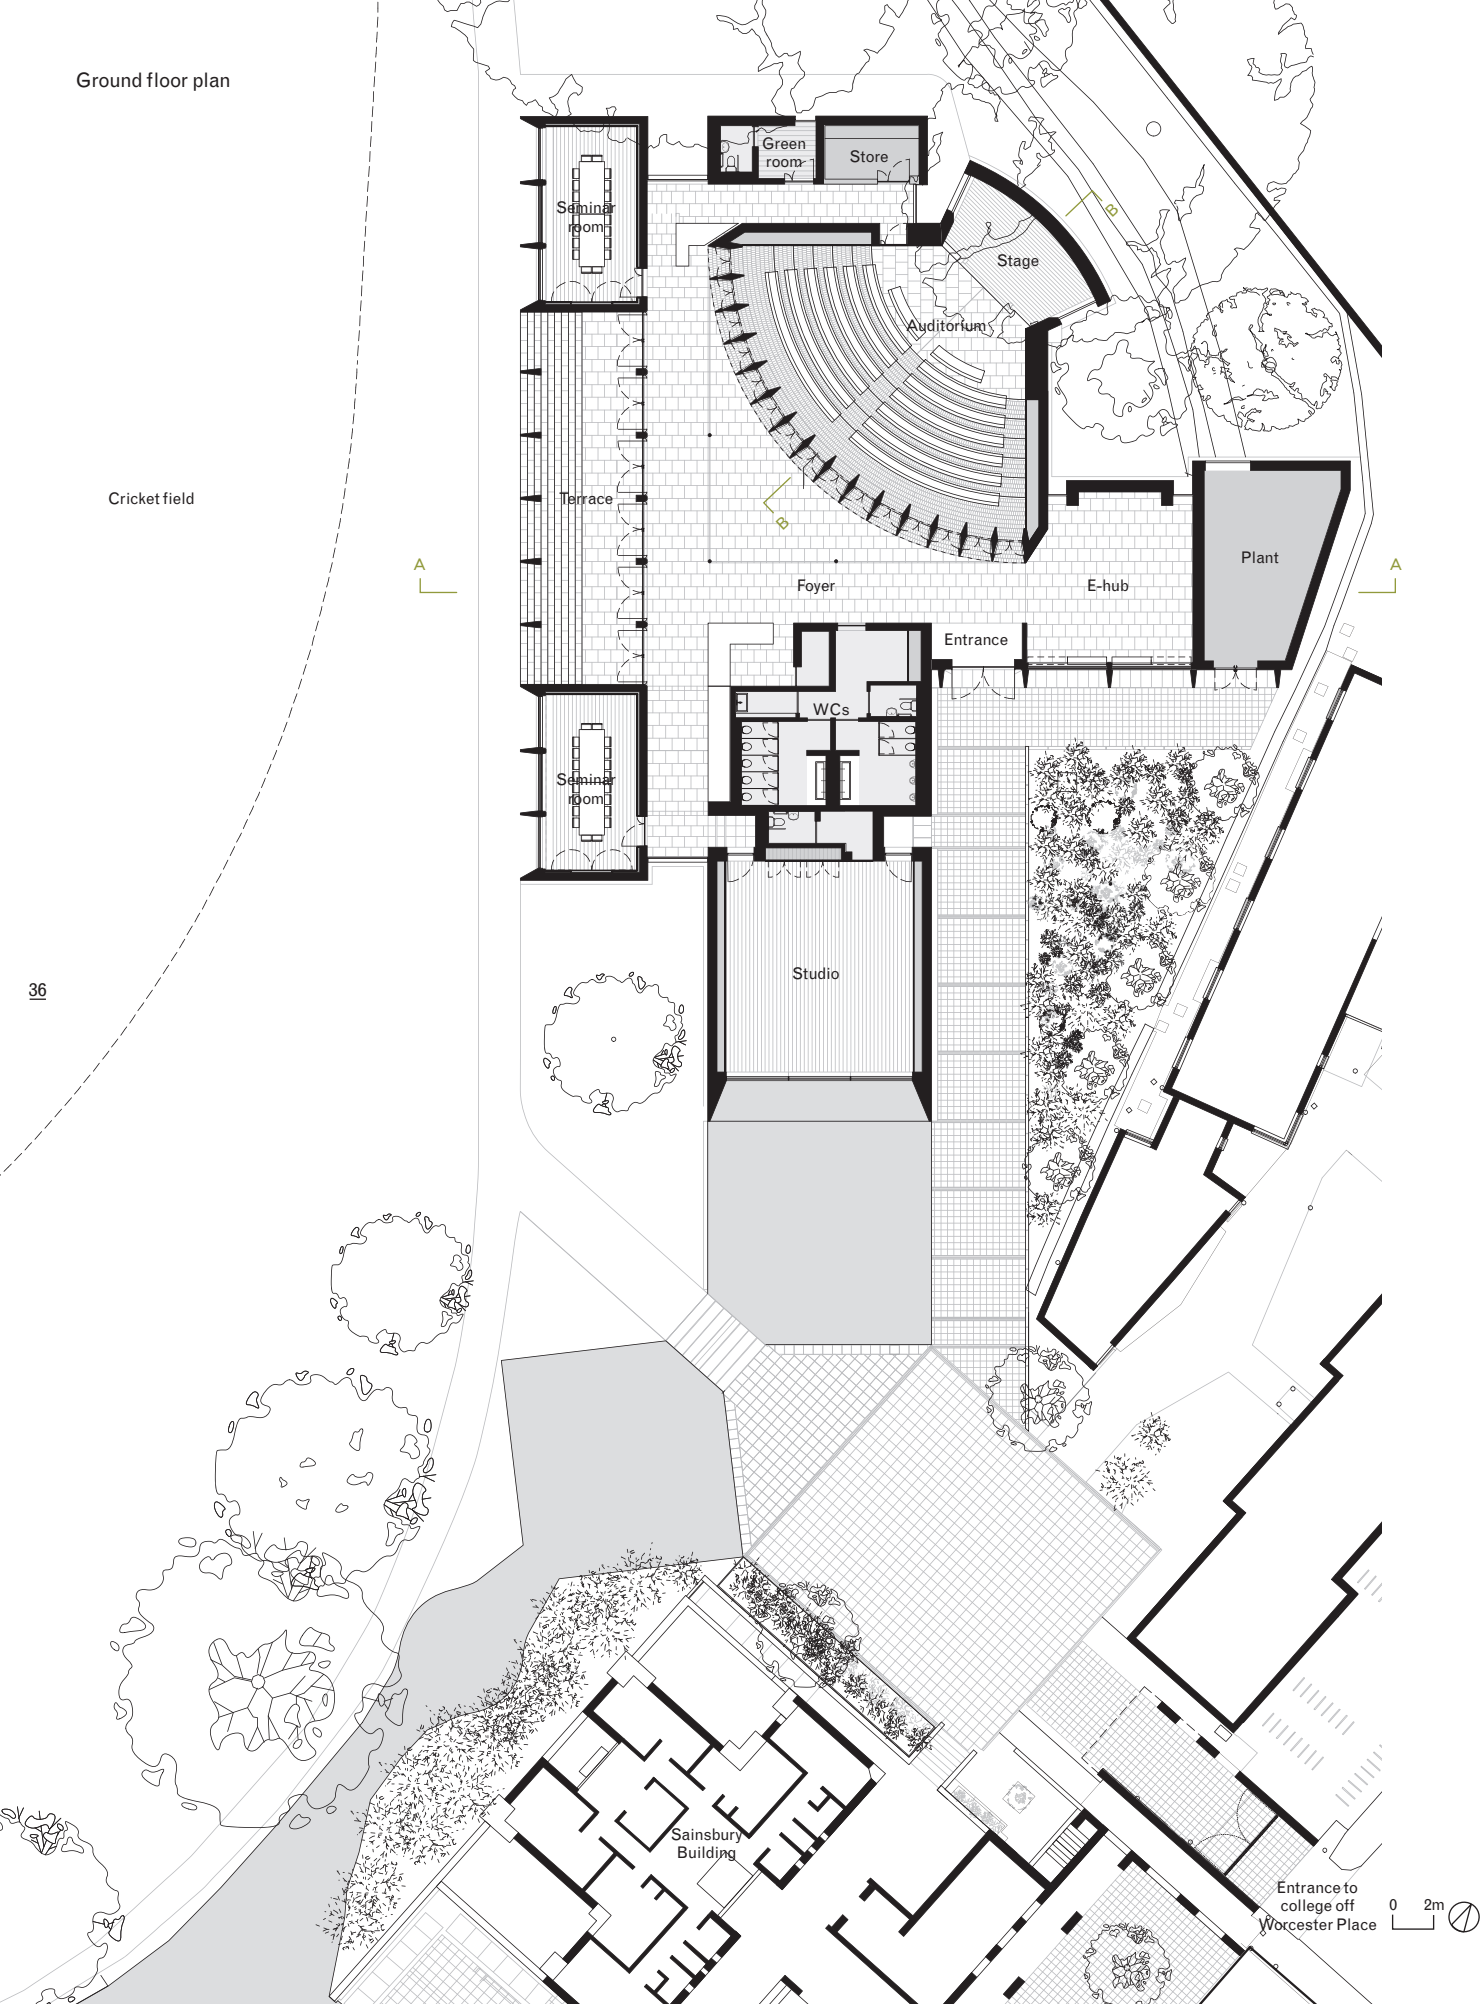 Ground floor plan
Green
room
Store
Seminar
room
B
Stage
Auditorium
Cricket field
Terrace
B
A
A
Plant
Foyer
E-hub
Entrance
WCs
Seminar
room
Studio
36
Sainsbury
Building
Entrance to
college off
Worcester Place
0 2m